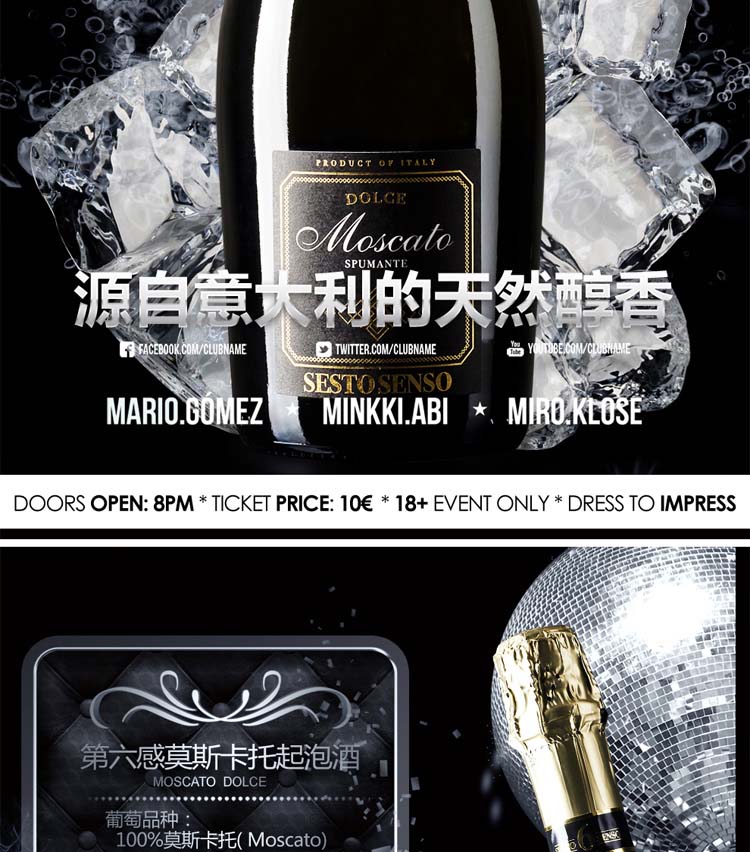 PRODUCT OF ITALY
DOLCE
Moscato
SPUMANTE
源自意大利的天然醇香
FACEBOOK.COM/CLUBNAME
TWITTER.COM/CLUBNAME
You Tube YOUTUBE.COM/CLUBNAME
SESTO SENSO
MARIO.GÓMEZ ★ MINKKI.ABI ★ MIRO.KLOSE
DOORS OPEN: 8PM * TICKET PRICE: 10€ * 18+ EVENT ONLY * DRESS TO IMPRESS
第六感莫斯卡托起泡酒
MOSCATO DOLCE
葡萄品种：
100%莫斯卡托( Moscato)